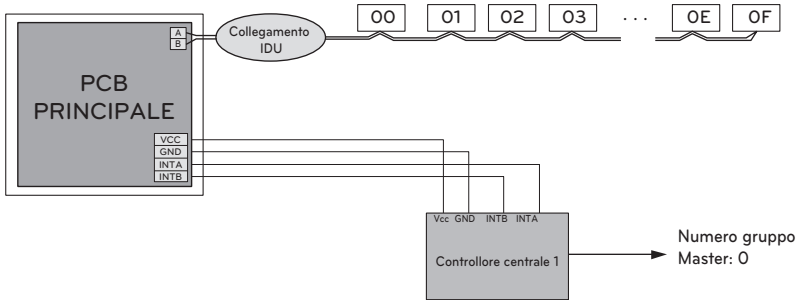 A
B
Collegamento
IDU
00 01 02 03 ... 0E 0F
PCB
PRINCIPALE
VCC
GND
INTA
INTB
Vcc GND INTB INTA
Controllore centrale 1
Numero gruppo
Master: 0